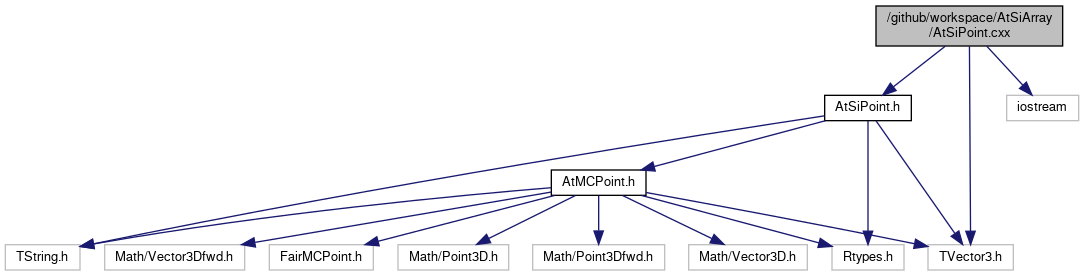 /github/workspace/AtSiArray
/AtSiPoint.cxx
AtSiPoint.h
iostream
AtMCPoint.h
TString.h
Math/Vector3Dfwd.h
FairMCPoint.h
Math/Point3D.h
Math/Point3Dfwd.h
Math/Vector3D.h
Rtypes.h
TVector3.h